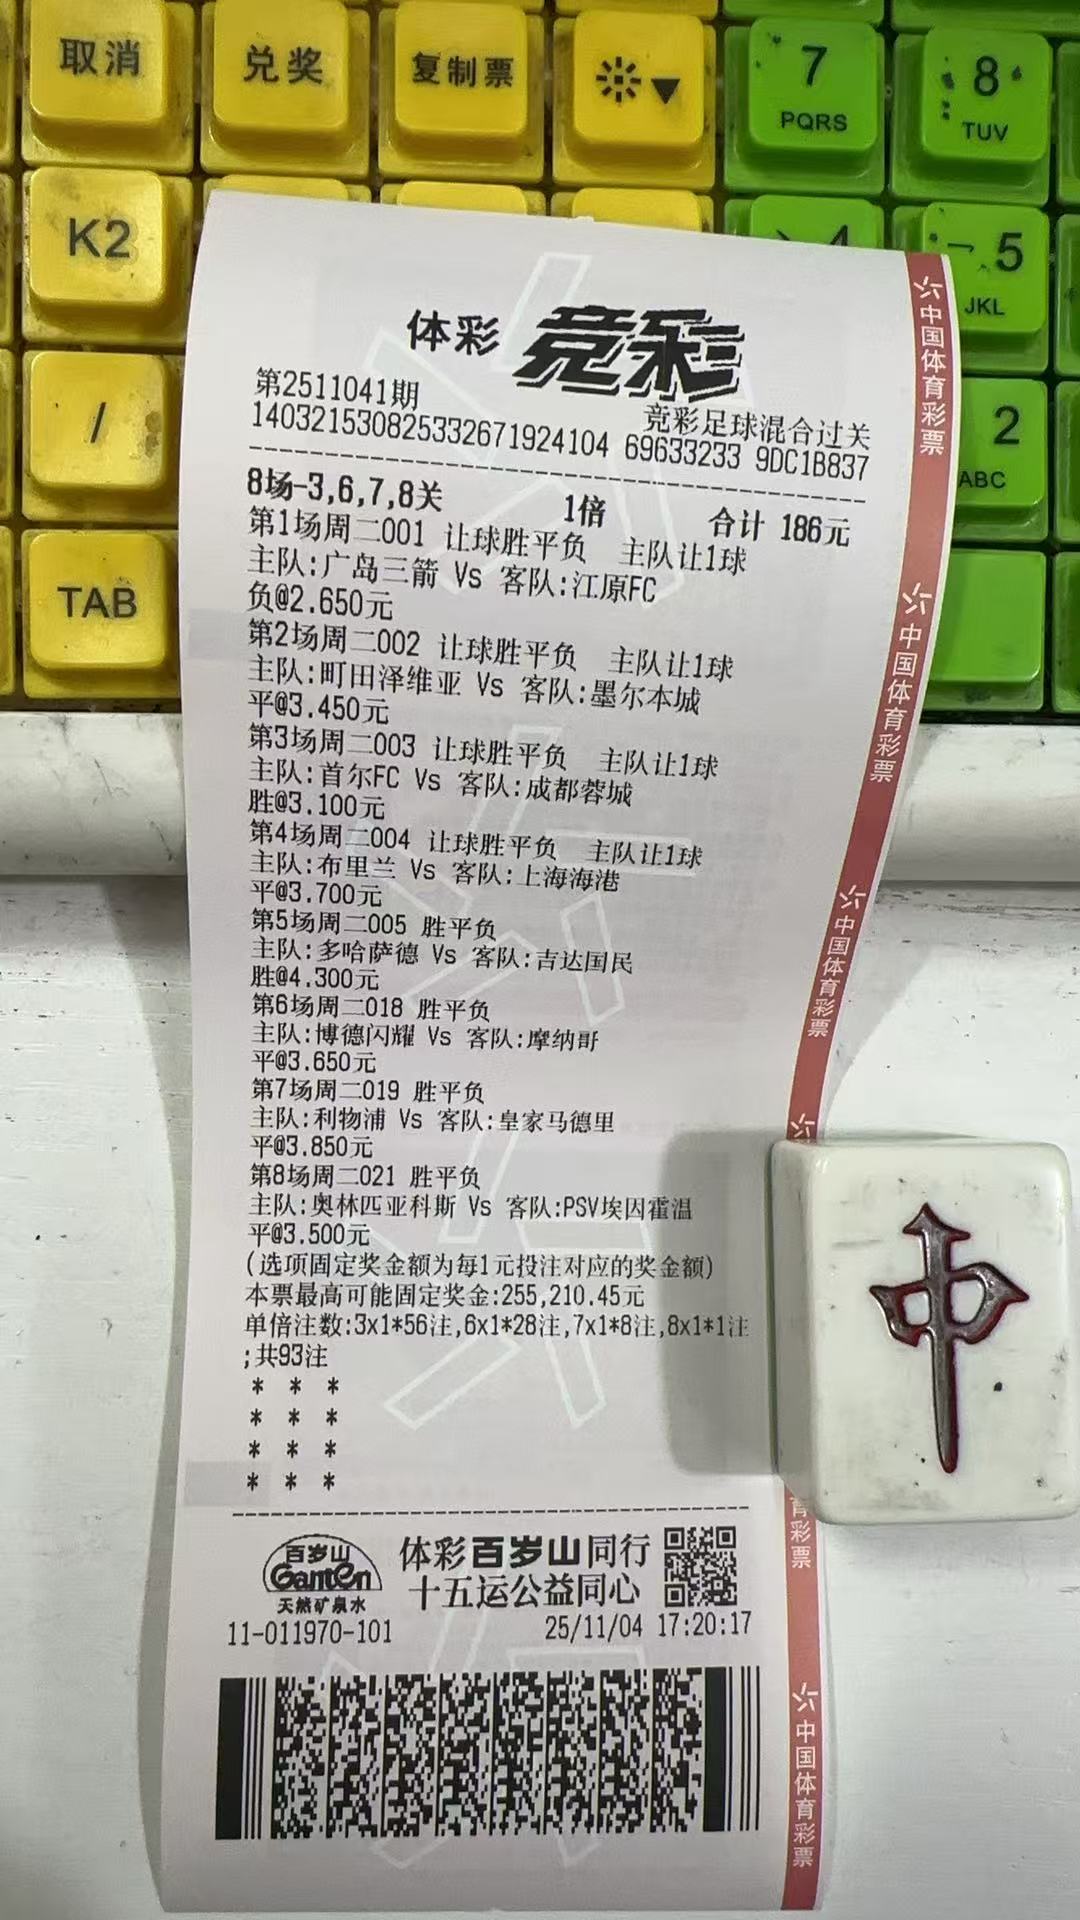 取消 兑奖 复制票 7 PQRS 8 TUV
K2 4 5 JKL
/ 2 ABC
TAB
体彩 竞彩
第2511041期 竞彩足球混合过关
140321530825332671924104 69633233 9DC1B837
8场-3,6,7,8关 1倍 合计 186元
第1场周二001 让球胜平负 主队让1球
主队:广岛三箭 Vs 客队:江原FC
负@2.650元
第2场周二002 让球胜平负 主队让1球
主队:町田泽维亚 Vs 客队:墨尔本城
平@3.450元
第3场周二003 让球胜平负 主队让1球
主队:首尔FC Vs 客队:成都蓉城
胜@3.100元
第4场周二004 让球胜平负 主队让1球
主队:布里兰 Vs 客队:上海海港
平@3.700元
第5场周二005 胜平负
主队:多哈萨德 Vs 客队:吉达国民
胜@4.300元
第6场周二018 胜平负
主队:博德闪耀 Vs 客队:摩纳哥
平@3.650元
第7场周二019 胜平负
主队:利物浦 Vs 客队:皇家马德里
平@3.850元
第8场周二021 胜平负
主队:奥林匹亚科斯 Vs 客队:PSV埃因霍温
平@3.500元
(选项固定奖金额为每1元投注对应的奖金额)
本票最高可能固定奖金:255,210.45元
单倍注数:3x1*56注,6x1*28注,7x1*8注,8x1*1注
;共93注
* * *
* * *
* * *
* * *
百岁山 Ganten 天然矿泉水
体彩百岁山同行
十五运公益同心
11-011970-101 25/11/04 17:20:17
中国体育彩票
中国体育彩票
中国体育彩票
育彩票
中国体育彩票
中